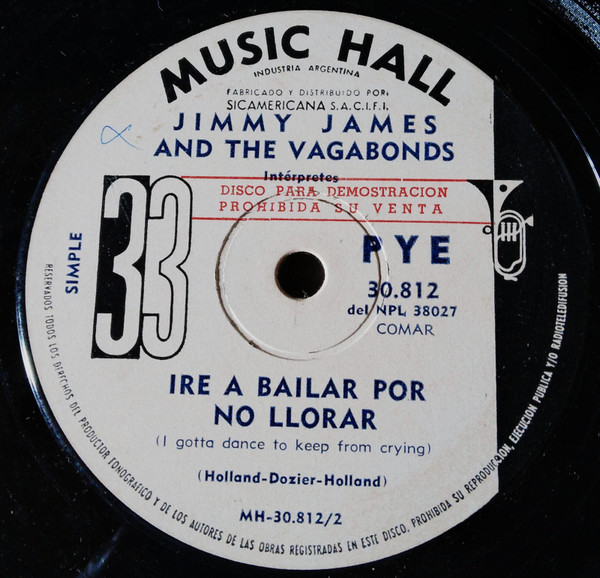 MUSIC HALL
INDUSTRIA ARGENTINA
FABRICADO Y DISTRIBUIDO POR:
SICAMERICANA S.A.C.I.F.I.
JIMMY JAMES
AND THE VAGABONDS
Intérpretes
DISCO PARA DEMOSTRACION
PROHIBIDA SU VENTA
SIMPLE
33
PYE
30.812
del NPL 38027
COMAR
IRE A BAILAR POR
NO LLORAR
(I gotta dance to keep from crying)
(Holland-Dozier-Holland)
MH-30.812/2
RESERVADOS TODOS LOS DERECHOS DEL PRODUCTOR FONOGRAFICO Y DE LOS AUTORES DE LAS OBRAS REGISTRADAS EN ESTE DISCO. PROHIBIDA SU REPRODUCCION, EJECUCION PUBLICA Y/O RADIOTELEDIFUSION